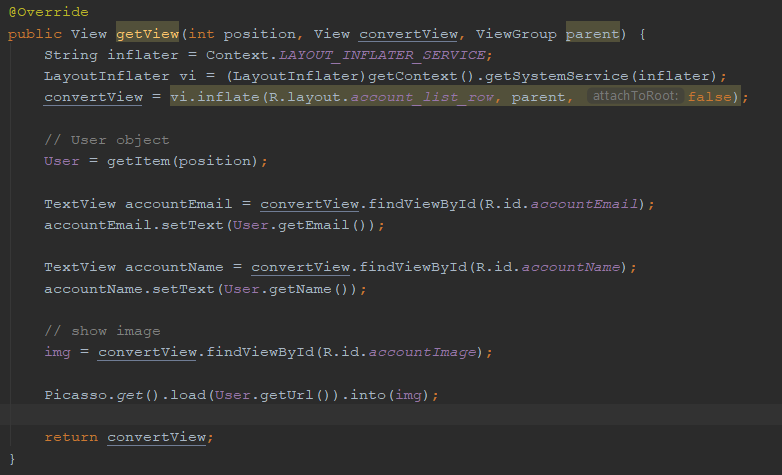 @Override
public View getView(int position, View convertView, ViewGroup parent) {
    String inflater = Context.LAYOUT_INFLATER_SERVICE;
    LayoutInflater vi = (LayoutInflater)getContext().getSystemService(inflater);
    convertView = vi.inflate(R.layout.account_list_row, parent, attachToRoot: false);
    // User object
    User = getItem(position);
    TextView accountEmail = convertView.findViewById(R.id.accountEmail);
    accountEmail.setText(User.getEmail());
    TextView accountName = convertView.findViewById(R.id.accountName);
    accountName.setText(User.getName());
    // show image
    img = convertView.findViewById(R.id.accountImage);
    Picasso.get().load(User.getUrl()).into(img);
    return convertView;
}